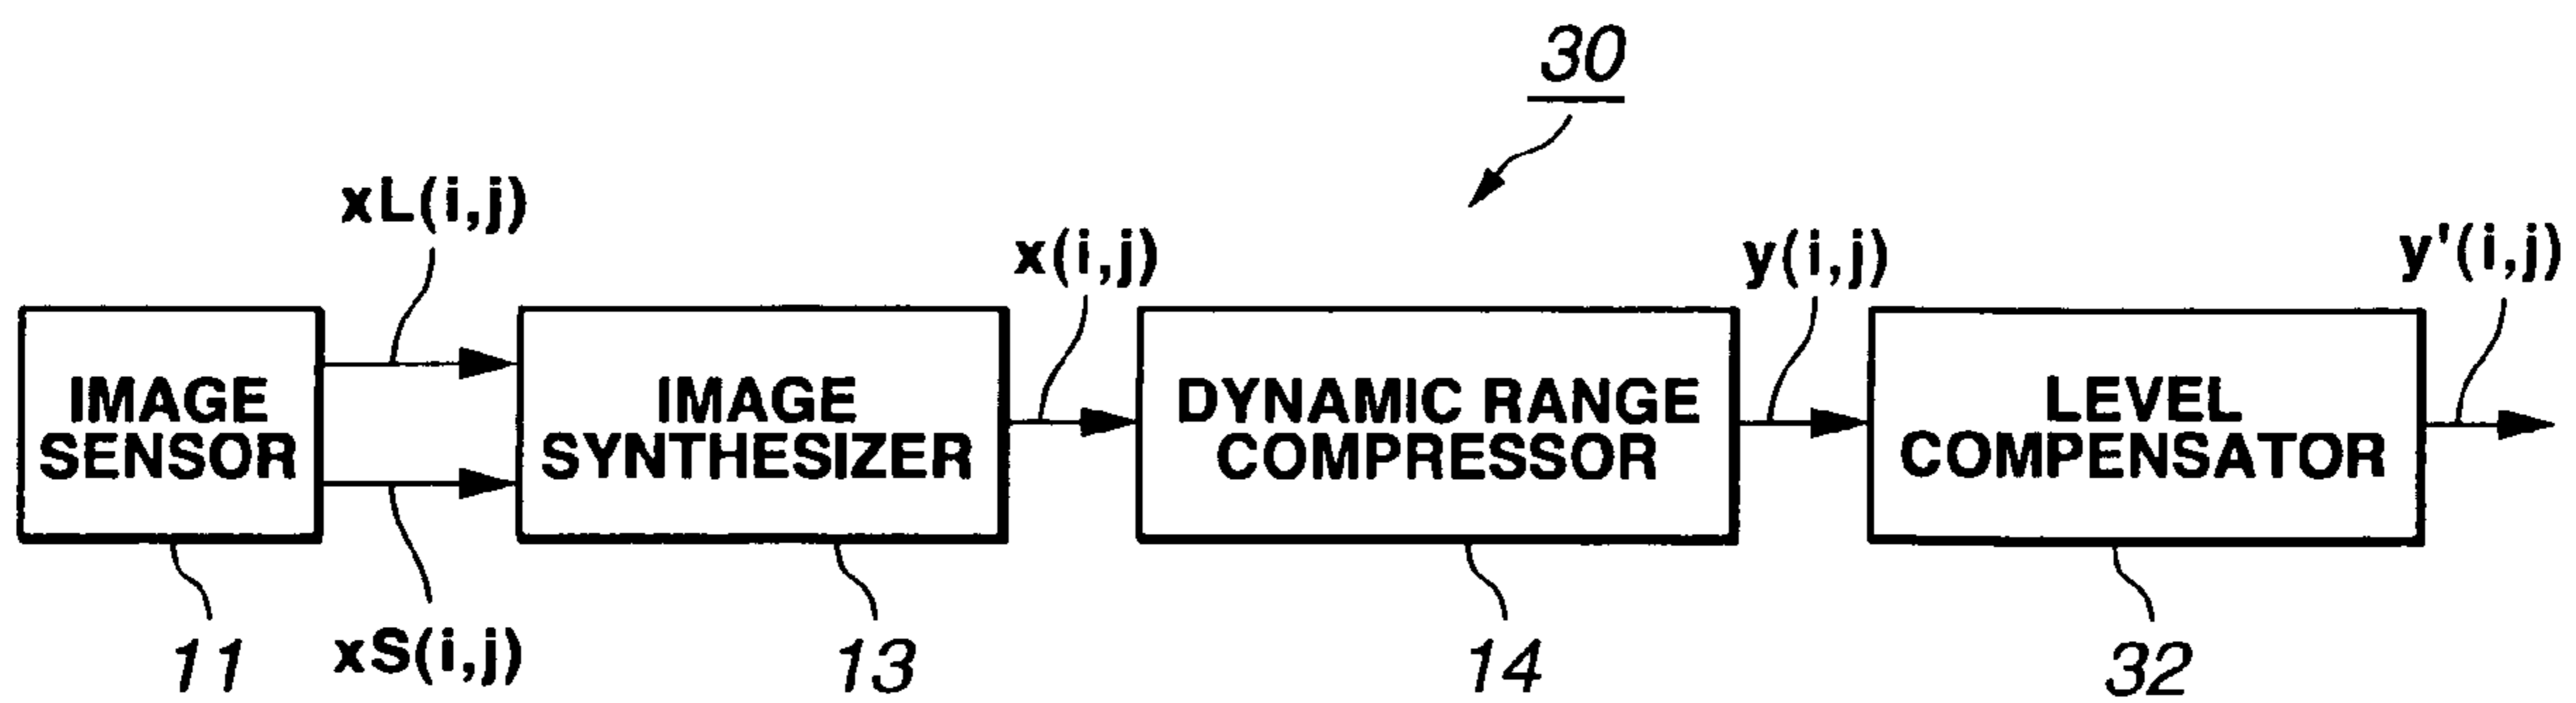 30
xL(i,j)
x(i,j)
y(i,j)
y'(i,j)
IMAGE
SENSOR
IMAGE
SYNTHESIZER
DYNAMIC RANGE
COMPRESSOR
LEVEL
COMPENSATOR
11
xS(i,j)
13
14
32